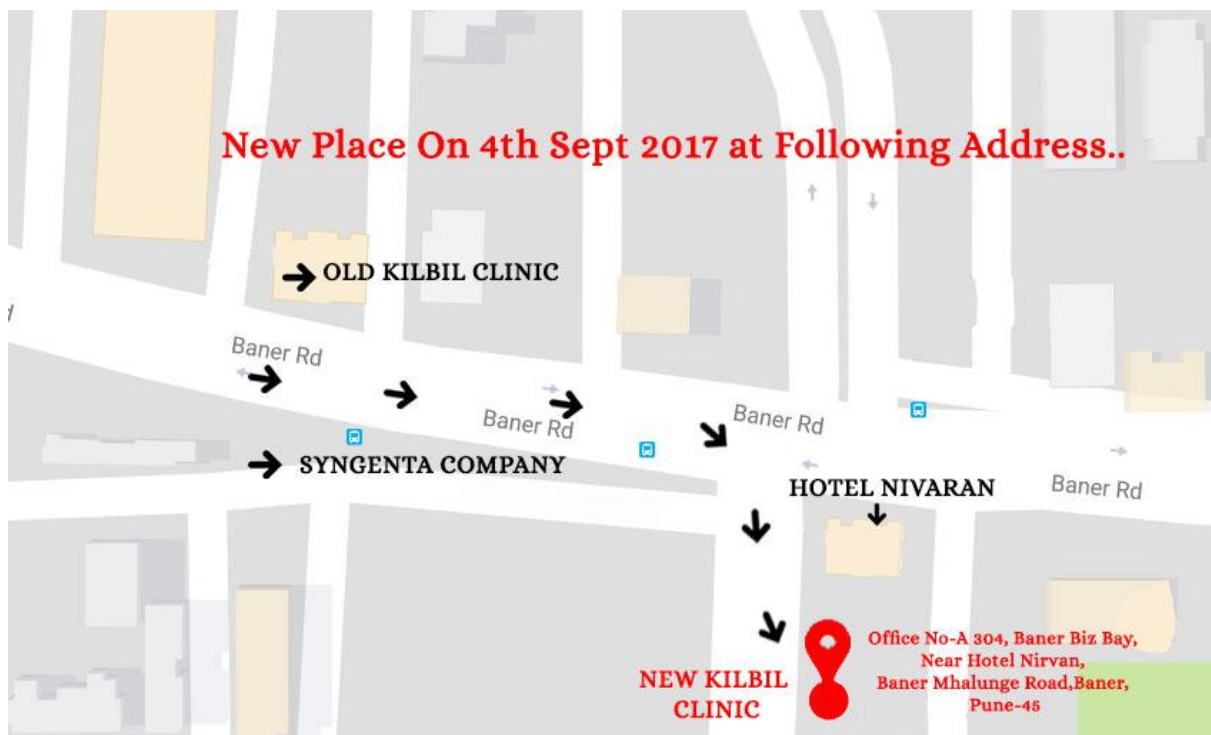 New Place On 4th Sept 2017 at Following Address..
OLD KILBIL CLINIC
Baner Rd
Baner Rd
Baner Rd
SYNGENTA COMPANY
HOTEL NIVARAN
Baner Rd
Office No-A 304, Baner Biz Bay,
Near Hotel Nirvan,
Baner Mhalunge Road,Baner,
Pune-45
NEW KILBIL
CLINIC